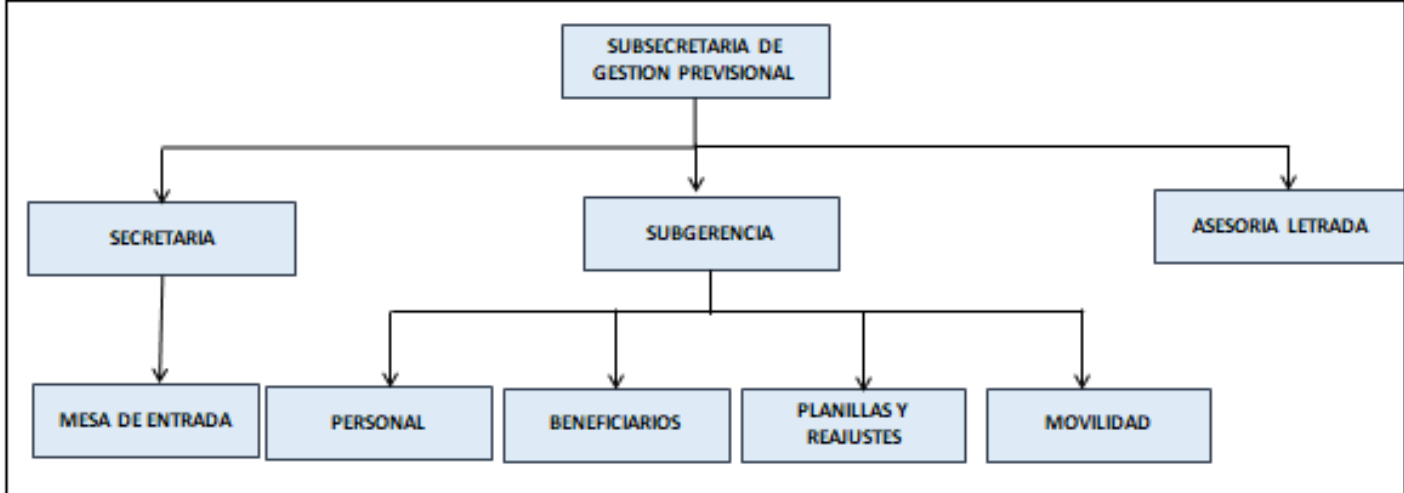 SUBSECRETARIA DE
GESTION PREVISIONAL
SECRETARIA
SUBGERENCIA
ASESORIA LETRADA
MESA DE ENTRADA
PERSONAL
BENEFICIARIOS
PLANILLAS Y
REAJUSTES
MOVILIDAD